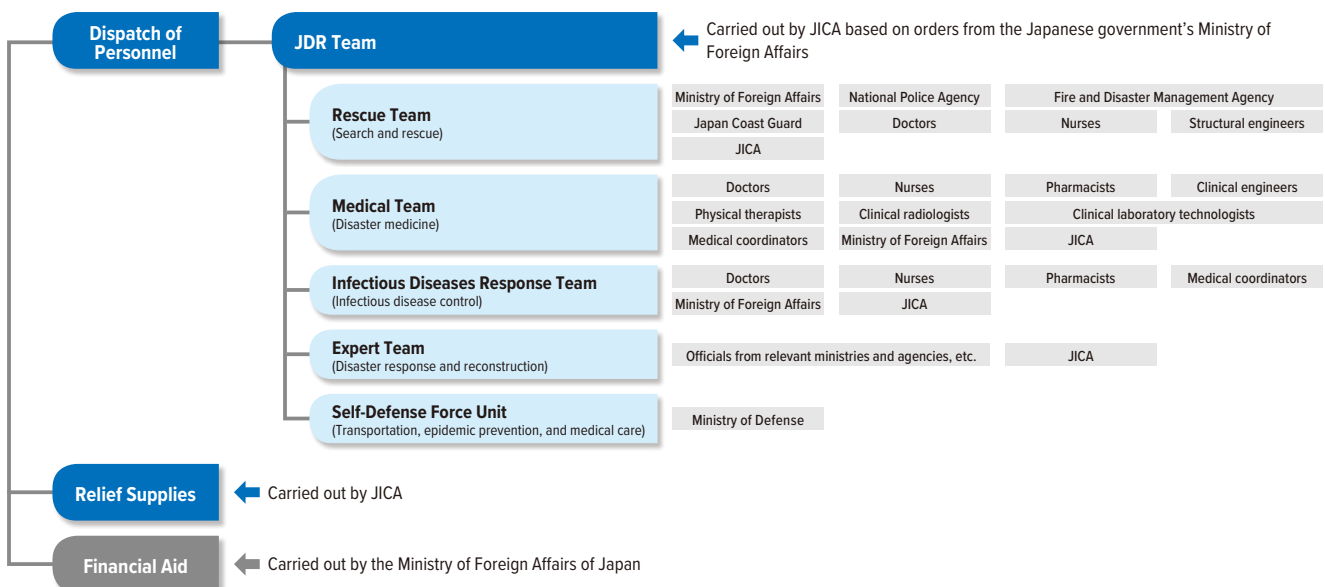 Dispatch of
Personnel
JDR Team
Carried out by JICA based on orders from the Japanese government’s Ministry of
Foreign Affairs
Rescue Team
(Search and rescue)
Ministry of Foreign Affairs National Police Agency Fire and Disaster Management Agency
Japan Coast Guard Doctors Nurses Structural engineers
JICA
Medical Team
(Disaster medicine)
Doctors Nurses Pharmacists Clinical engineers
Physical therapists Clinical radiologists Clinical laboratory technologists
Medical coordinators Ministry of Foreign Affairs JICA
Infectious Diseases Response Team
(Infectious disease control)
Doctors Nurses Pharmacists Medical coordinators
Ministry of Foreign Affairs JICA
Expert Team
(Disaster response and reconstruction)
Officials from relevant ministries and agencies, etc. JICA
Self-Defense Force Unit
(Transportation, epidemic prevention, and medical care)
Ministry of Defense
Relief Supplies
Carried out by JICA
Financial Aid
Carried out by the Ministry of Foreign Affairs of Japan